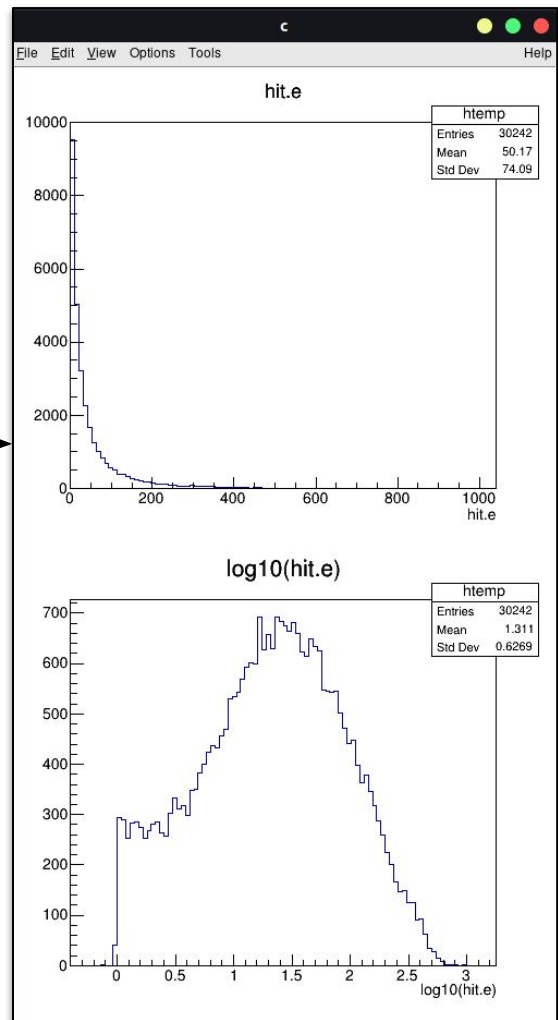 c
File Edit View Options Tools Help
hit.e
htemp
Entries 30242
Mean 50.17
Std Dev 74.09
10000
8000
6000
4000
2000
0
0 200 400 600 800 1000
hit.e
log10(hit.e)
htemp
Entries 30242
Mean 1.311
Std Dev 0.6269
700
600
500
400
300
200
100
0
0 0.5 1 1.5 2 2.5 3
log10(hit.e)